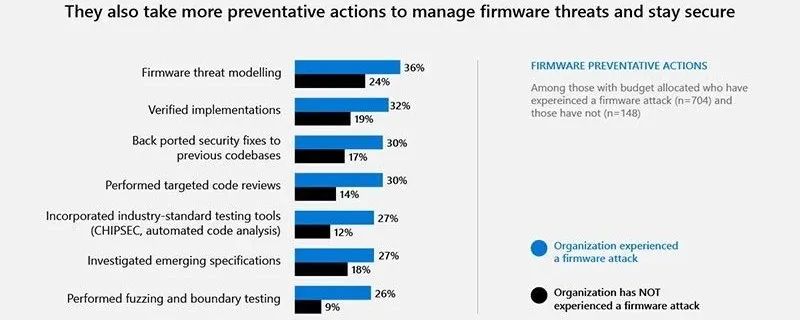 They also take more preventative actions to manage firmware threats and stay secure
Firmware threat modelling
36%
24%
Verified implementations
32%
19%
Back ported security fixes to
previous codebases
30%
17%
Performed targeted code reviews
30%
14%
Incorporated industry-standard testing tools
(CHIPSEC, automated code analysis)
27%
12%
Investigated emerging specifications
27%
18%
Performed fuzzing and boundary testing
26%
9%
FIRMWARE PREVENTATIVE ACTIONS
Among those with budget allocated who have
expereinced a firmware attack (n=704) and
those have not (n=148)
Organization experienced
a firmware attack
Organization has NOT
experienced a firmware attack